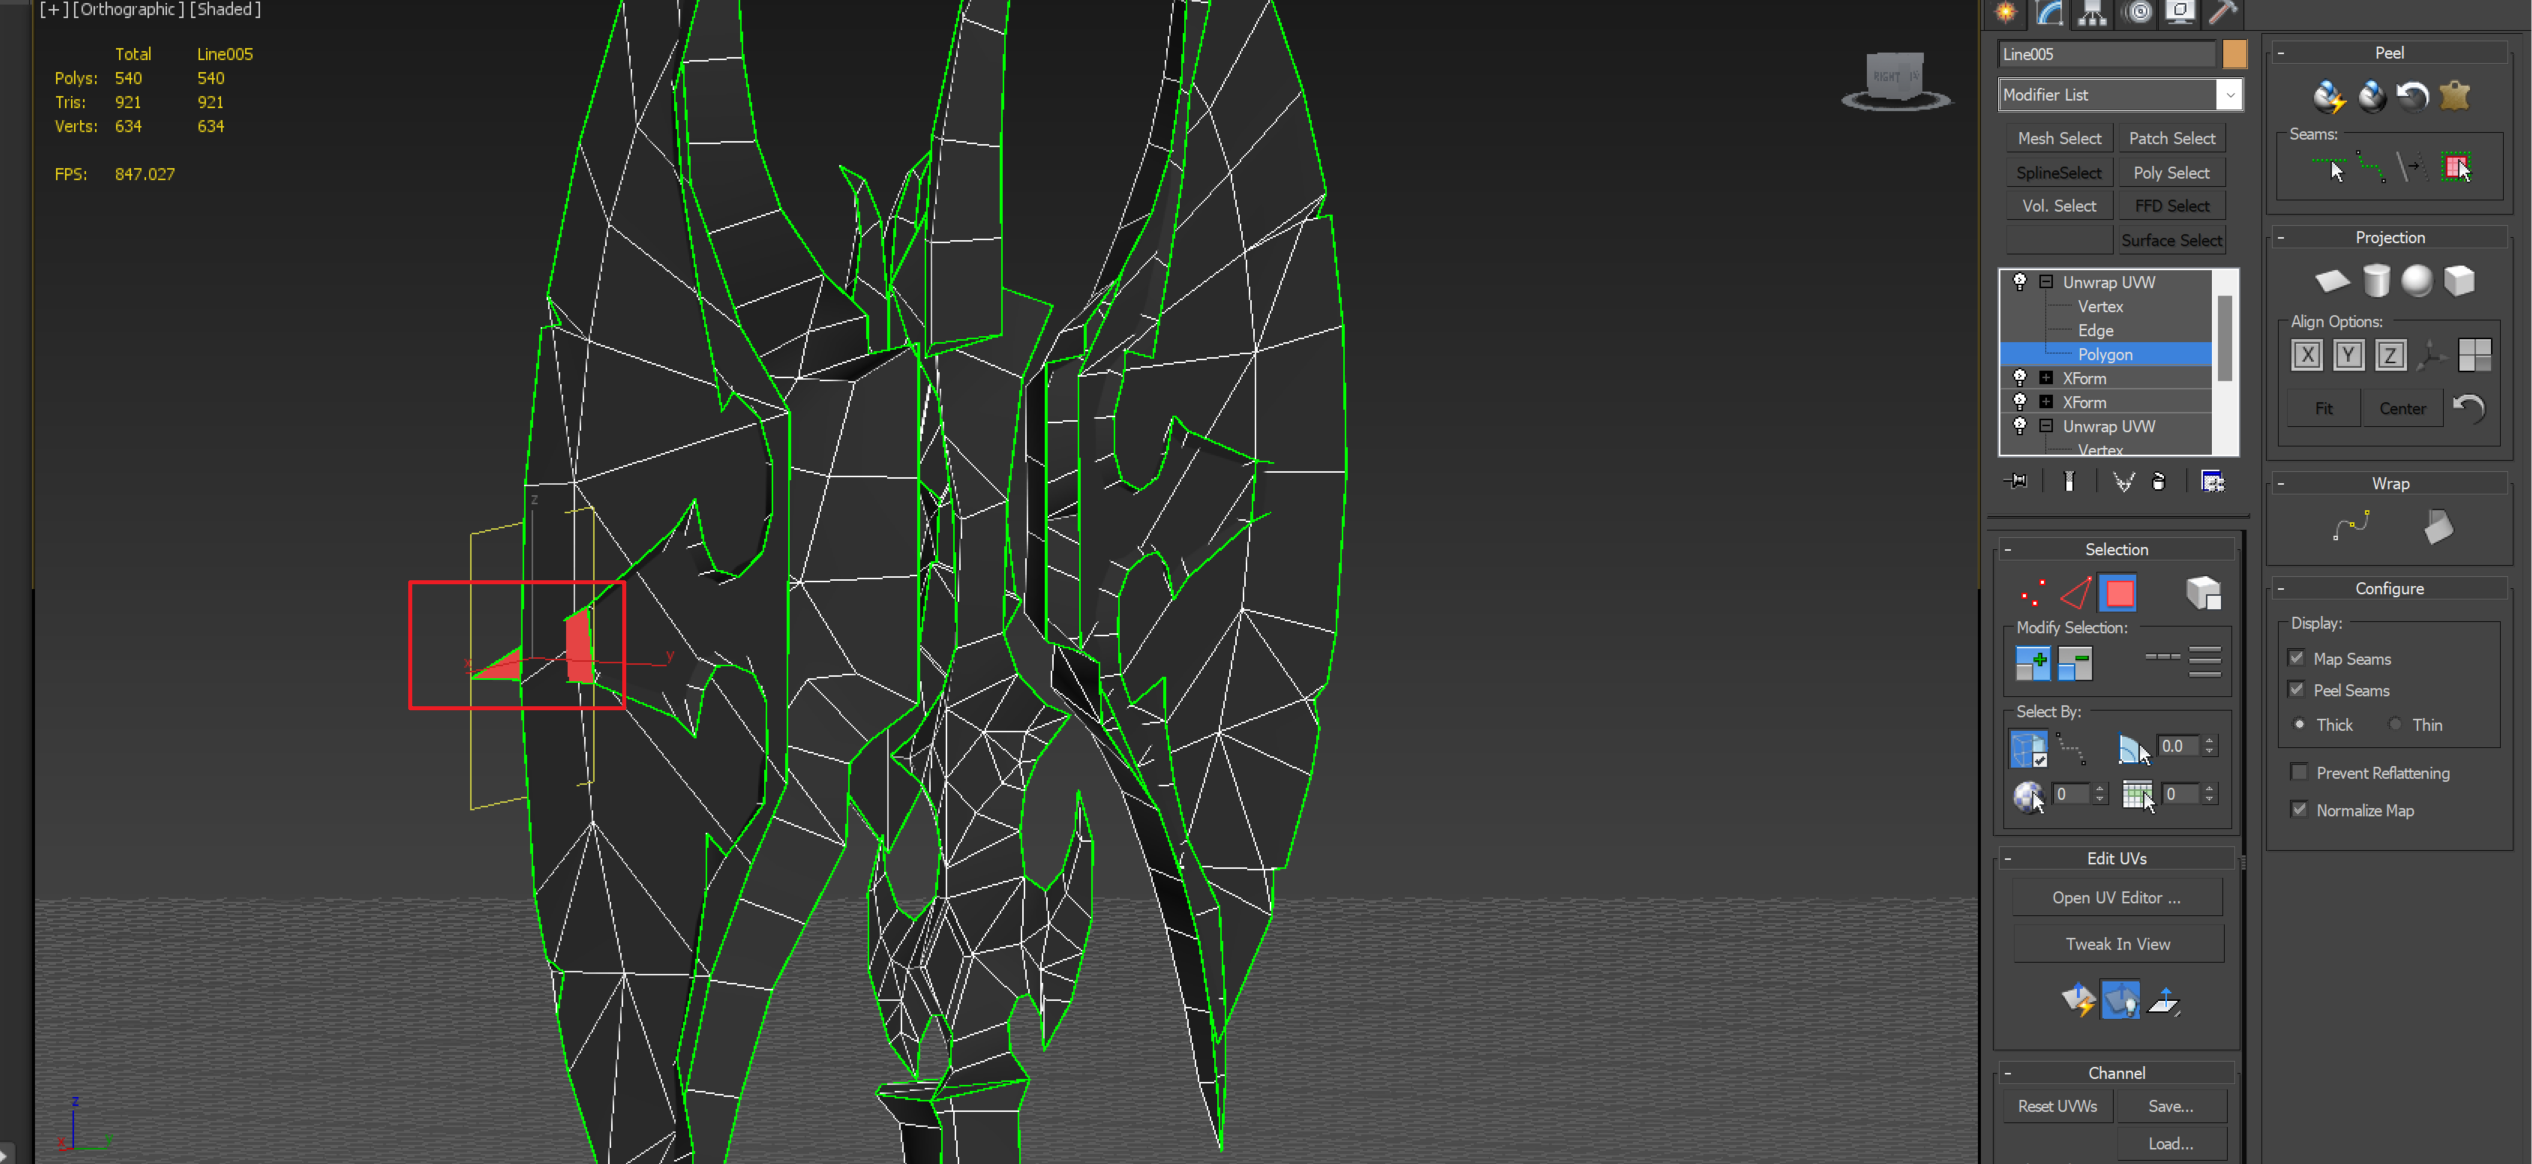 [+] [Orthographic ] [Shaded ]
Total Line005
Polys: 540 540
Tris: 921 921
Verts: 634 634
FPS: 847.027
RIGHT
z
x
y
z
x
Line005
Modifier List
Mesh Select Patch Select
SplineSelect Poly Select
Vol. Select FFD Select
Surface Select
Unwrap UVW
Vertex
Edge
Polygon
XForm
XForm
Unwrap UVW
Vertex
- Selection
Modify Selection:
Select By:
0.0
0 0
- Edit UVs
Open UV Editor ...
Tweak In View
- Channel
Reset UVWs Save...
Load...
- Peel
Seams:
- Projection
Align Options:
X Y Z
Fit Center
- Wrap
- Configure
Display:
Map Seams
Peel Seams
Thick Thin
Prevent Reflattening
Normalize Map